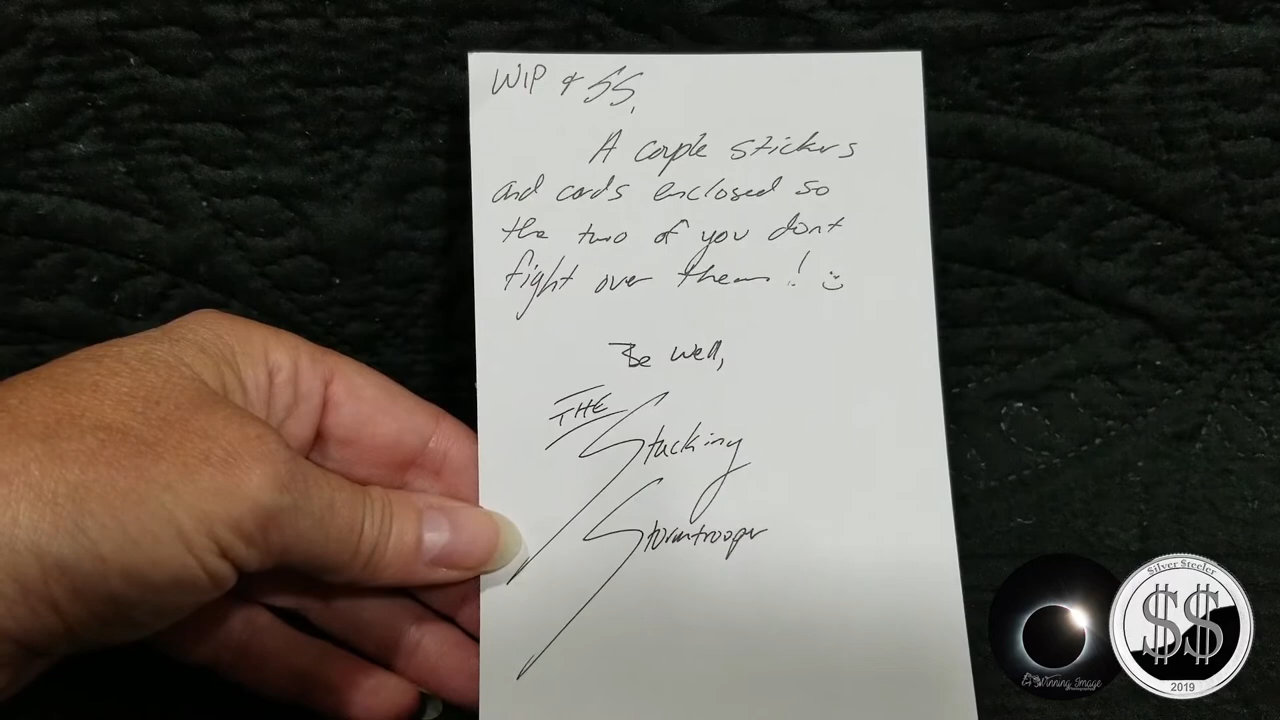 WIP & SS,
A couple stickers
and cards enclosed so
the two of you dont
fight over them! :)
Be well,
THE
Stacking
Stormtrooper
Winning Image
Silver Steeler
$$
2019